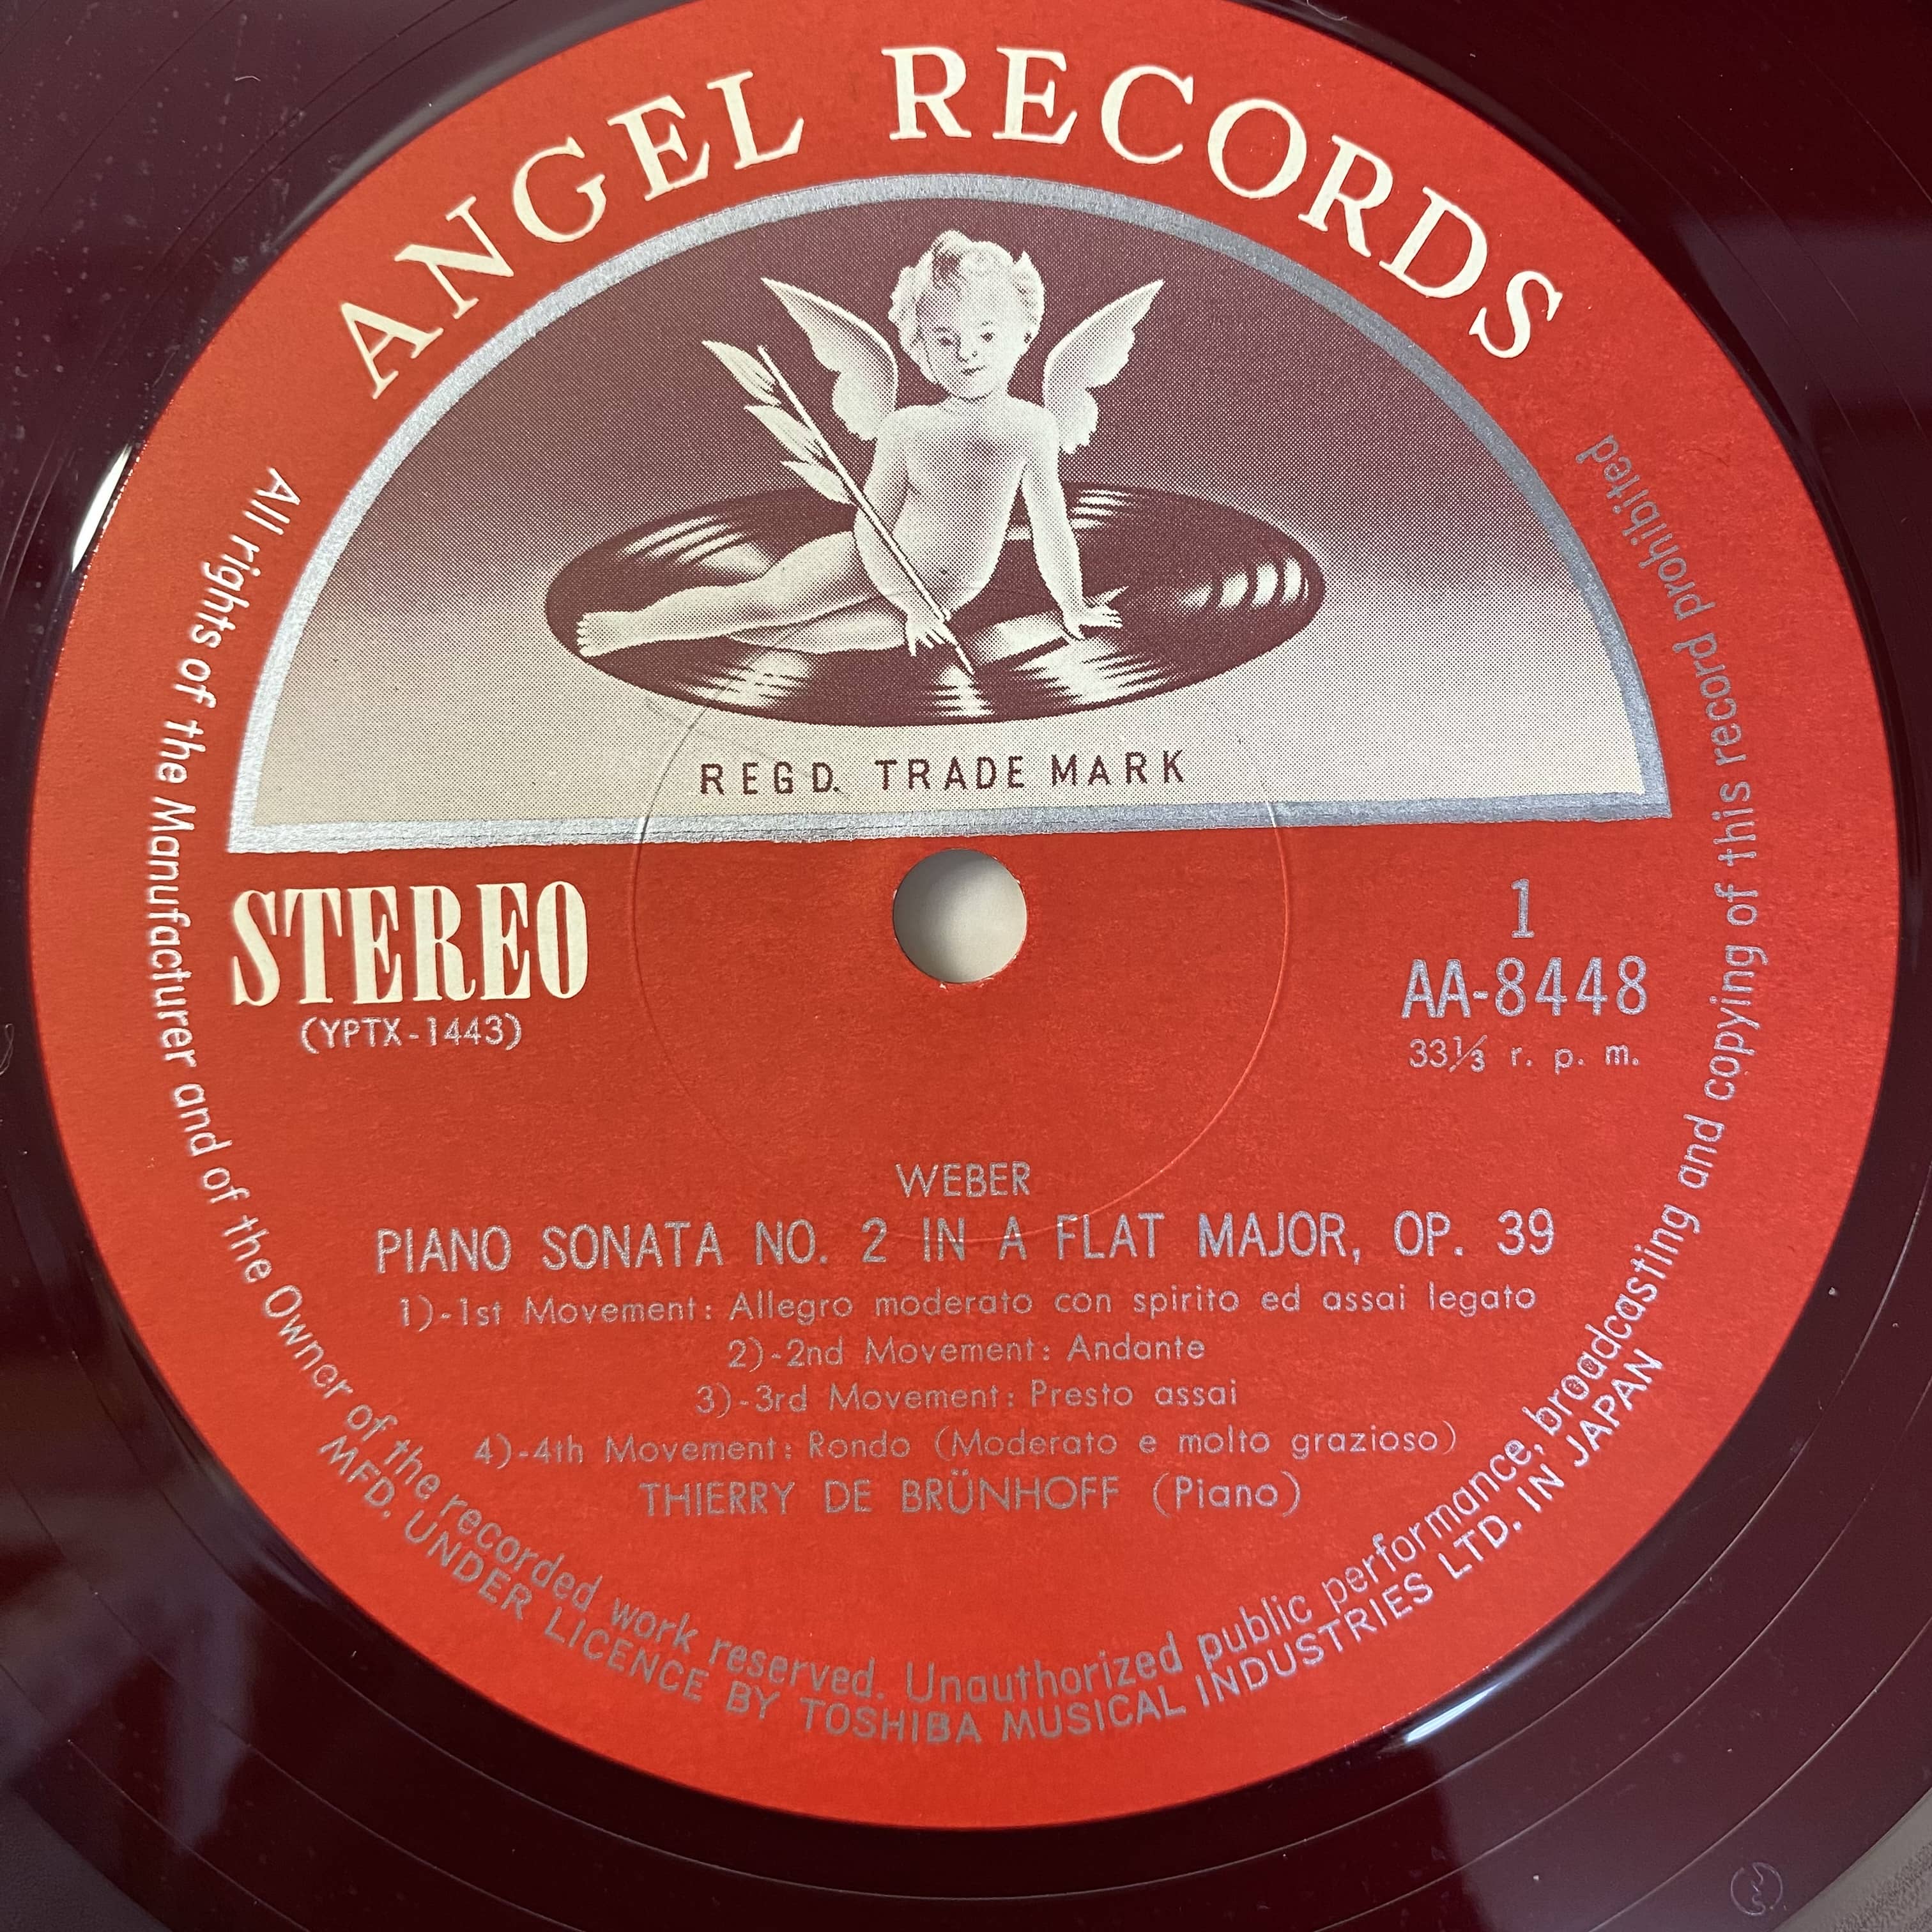 ANGEL RECORDS
REGD. TRADE MARK
STEREO
(YPTX-1443)
1
AA-8448
33⅓ r. p. m.
WEBER
PIANO SONATA NO. 2 IN A FLAT MAJOR, OP. 39
1)-1st Movement: Allegro moderato con spirito ed assai legato
2)-2nd Movement: Andante
3)-3rd Movement: Presto assai
4)-4th Movement: Rondo (Moderato e molto grazioso)
THIERRY DE BRÜNHOFF (Piano)
All rights of the Manufacturer and of the Owner of the recorded work reserved. Unauthorized public performance, broadcasting and copying of this record prohibited
MFD. UNDER LICENCE BY TOSHIBA MUSICAL INDUSTRIES LTD. IN JAPAN